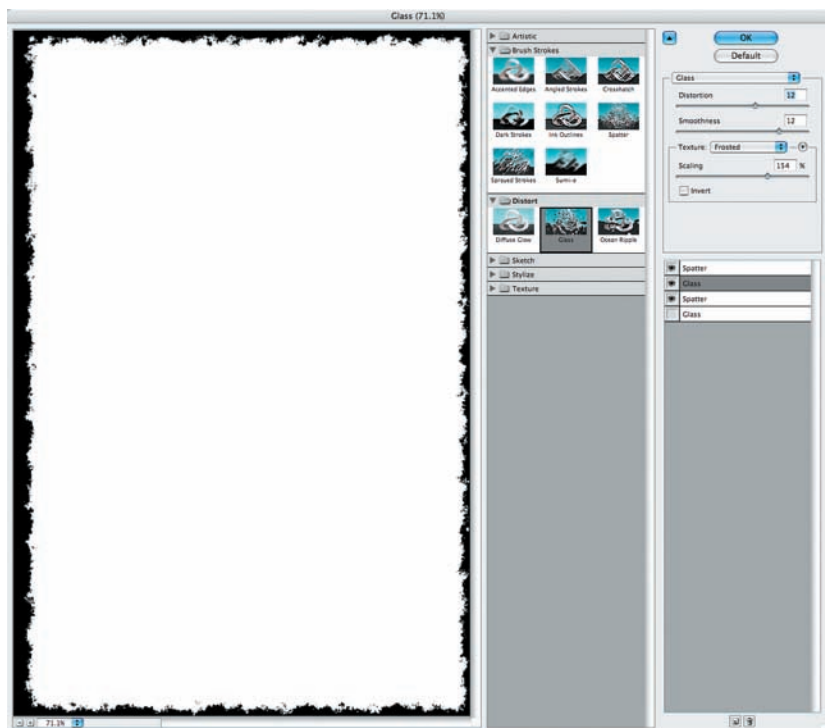 Glass (71.1%)
Artistic
Brush Strokes
Accented Edges Angled Strokes Crosshatch
Dark Strokes Ink Outlines Spatter
Sprayed Strokes Sumi-e
Distort
Diffuse Glow Glass Ocean Ripple
Sketch
Stylize
Texture
OK
Default
Glass
Distortion 12
Smoothness 12
Texture: Frosted
Scaling 154 %
Invert
Spatter
Glass
Spatter
Glass
71.1%